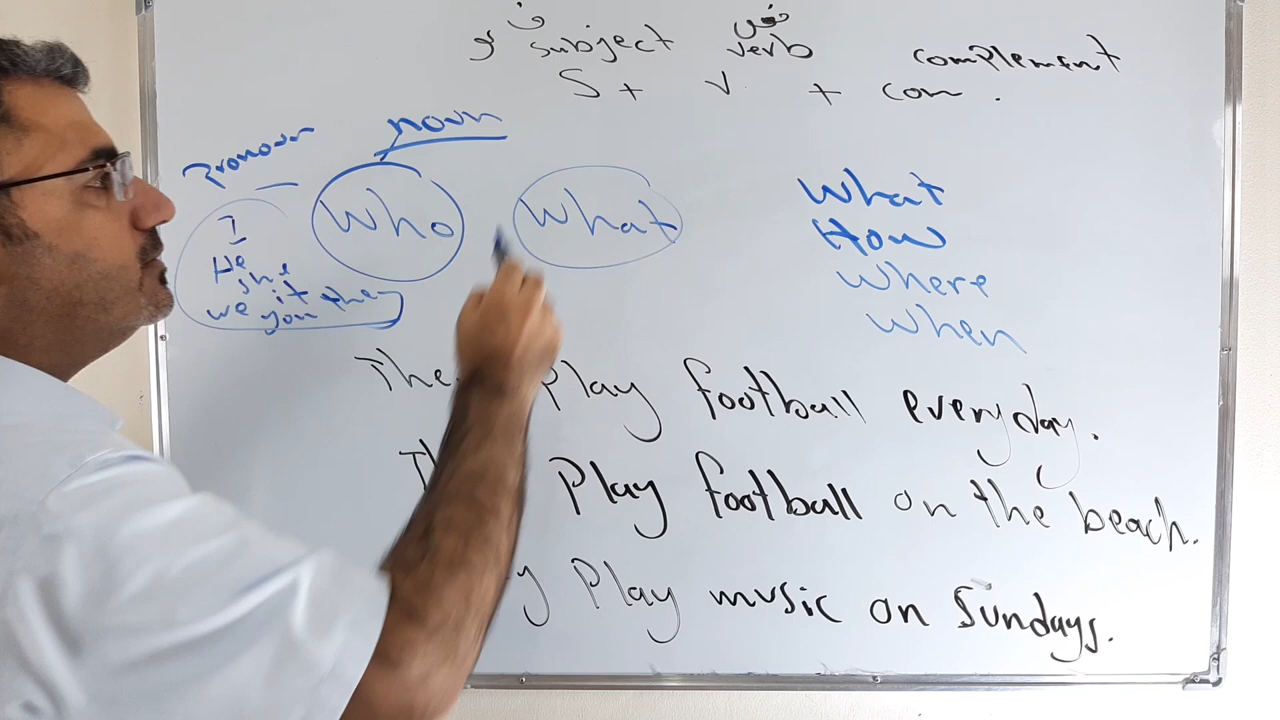 subject verb complement
S + V. + com .
Pronoun noun
Who What
I
He
she
we it they
you
What
How
Where
When
The Play football everyday.
Play football on the beach.
y Play music on Sundays.